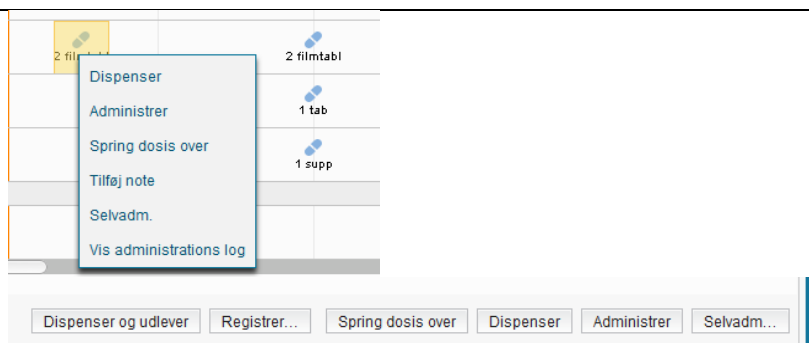 2 filmtabl
Dispenser
Administrer
1 tab
Spring dosis over
1 supp
Tilføj note
Selvadm.
Vis administrations log
Dispenser og udlever Registrer... Spring dosis over Dispenser Administrer Selvadm...